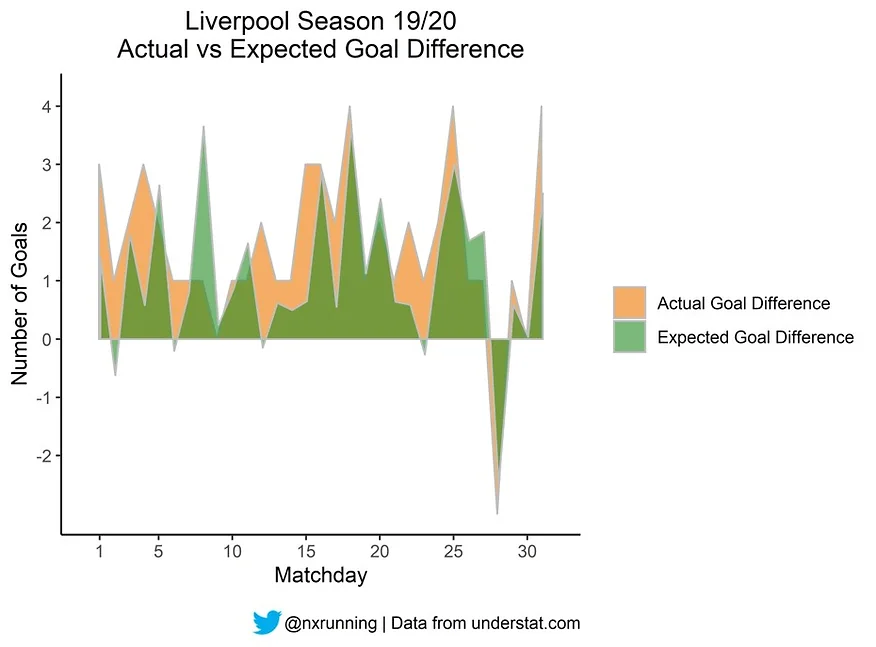 Liverpool Season 19/20
Actual vs Expected Goal Difference
Number of Goals
4
3
2
1
0
-1
-2
1 5 10 15 20 25 30
Matchday
Actual Goal Difference
Expected Goal Difference
@nxrunning | Data from understat.com